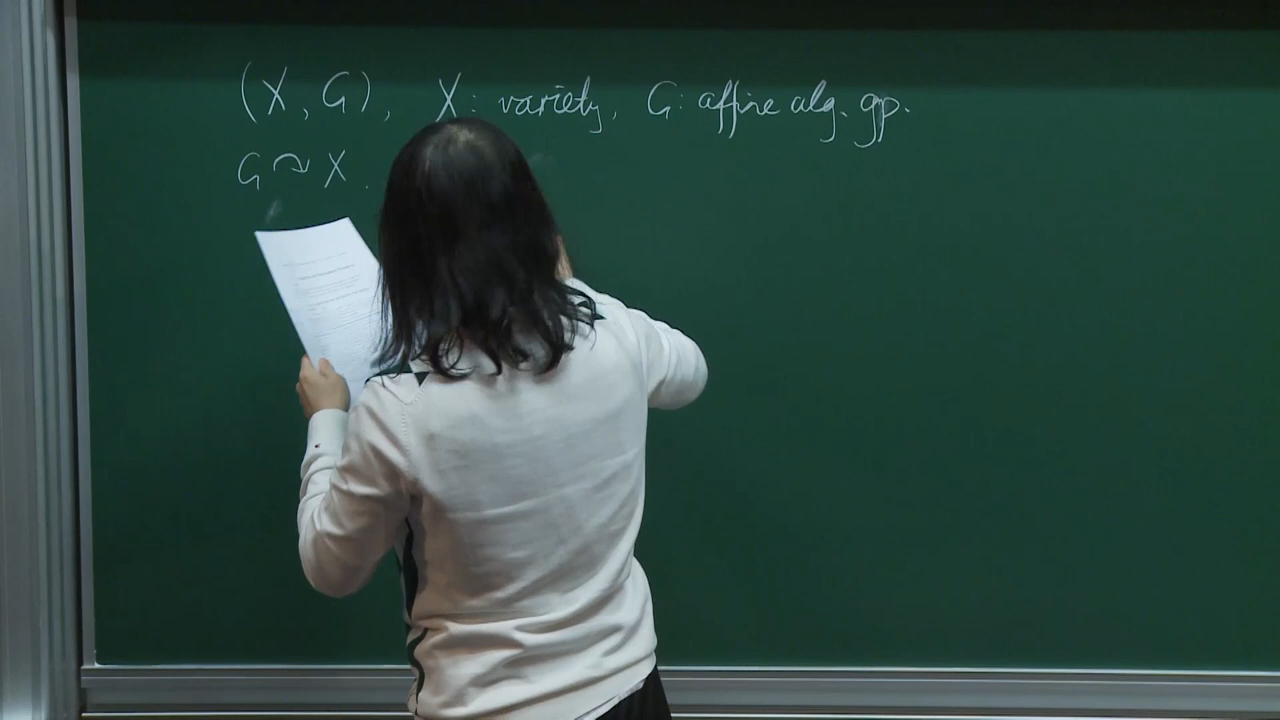 (X, G), X: variety, G: affine alg. gp.
G ↷ X.